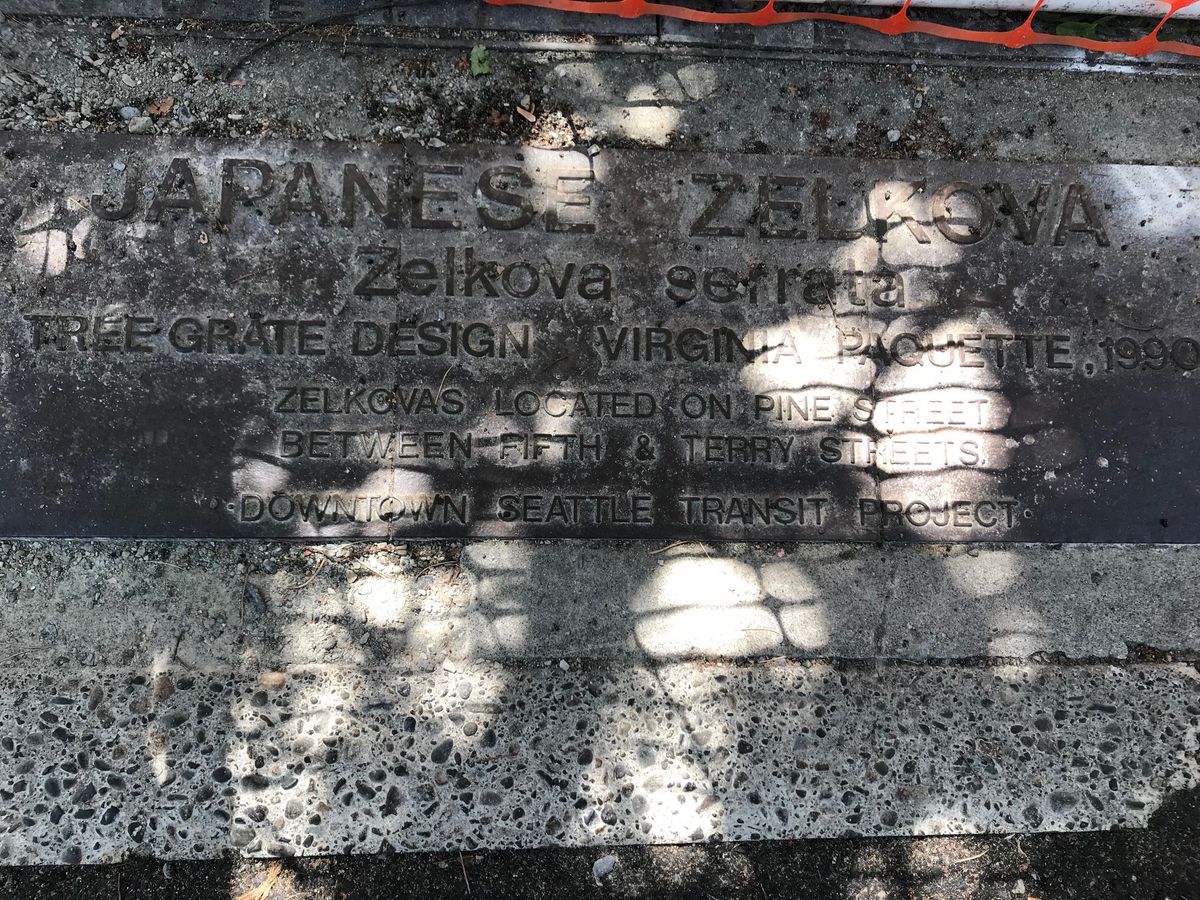 JAPANESE ZELKOVA
Zelkova serrata
TREE GRATE DESIGN VIRGINIA PAQUETTE, 1990
ZELKOVAS LOCATED ON PINE STREET
BETWEEN FIFTH & TERRY STREETS.
·DOWNTOWN SEATTLE TRANSIT PROJECT·